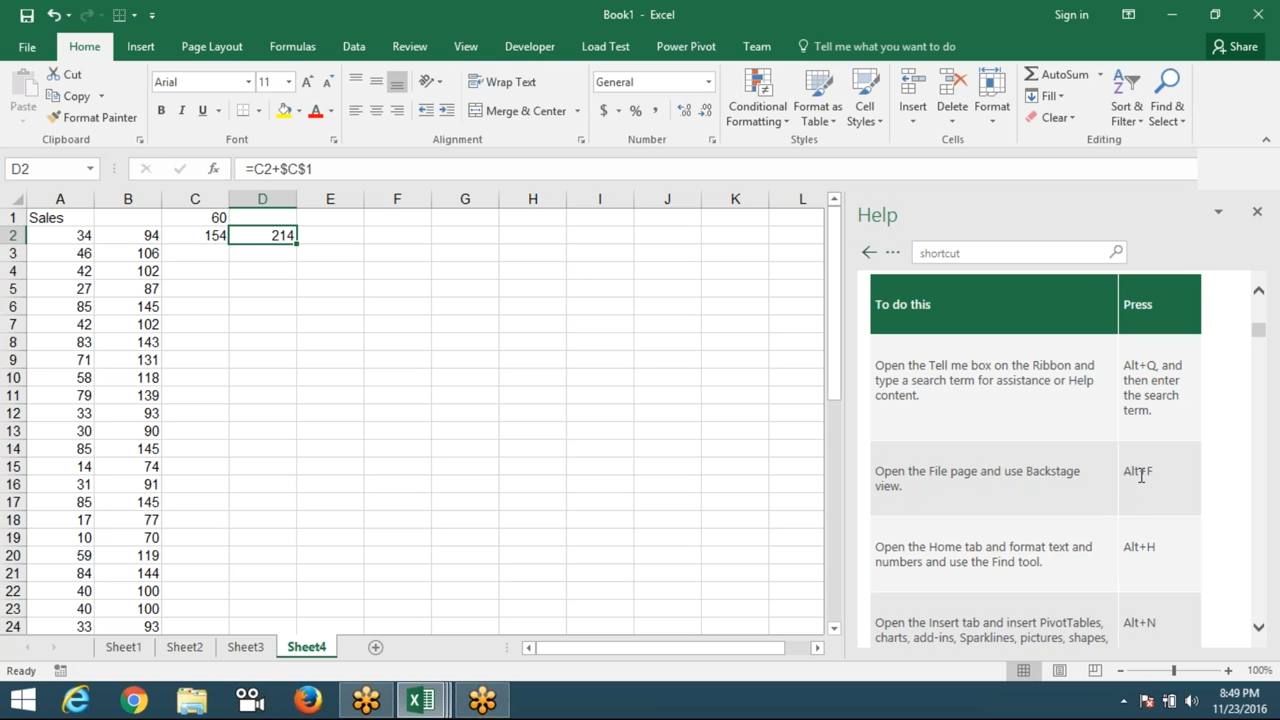 Book1 - Excel
Sign in
File Home Insert Page Layout Formulas Data Review View Developer Load Test Power Pivot Team Tell me what you want to do Share
Paste
Cut
Copy
Format Painter
Clipboard
Arial 11
B I U
Font
Wrap Text
Merge & Center
Alignment
General
$ % ,
Number
Conditional Formatting
Format as Table
Cell Styles
Styles
Insert
Delete
Format
Cells
AutoSum
Fill
Clear
Sort & Filter
Find & Select
Editing
D2 fx =C2+$C$1
A B C D E F G H I J K L
1 Sales 60
2 34 94 154 214
3 46 106
4 42 102
5 27 87
6 85 145
7 42 102
8 83 143
9 71 131
10 58 118
11 79 139
12 33 93
13 30 90
14 85 145
15 14 74
16 31 91
17 85 145
18 17 77
19 10 70
20 59 119
21 84 144
22 40 100
23 40 100
24 33 93
Sheet1 Sheet2 Sheet3 Sheet4
Ready
100%
Help
shortcut
To do this Press
Open the Tell me box on the Ribbon and
type a search term for assistance or Help
content.
Alt+Q, and
then enter
the search
term.
Open the File page and use Backstage
view.
Alt+F
Open the Home tab and format text and
numbers and use the Find tool.
Alt+H
Open the Insert tab and insert PivotTables,
charts, add-ins, Sparklines, pictures, shapes,
Alt+N
8:49 PM
11/23/2016